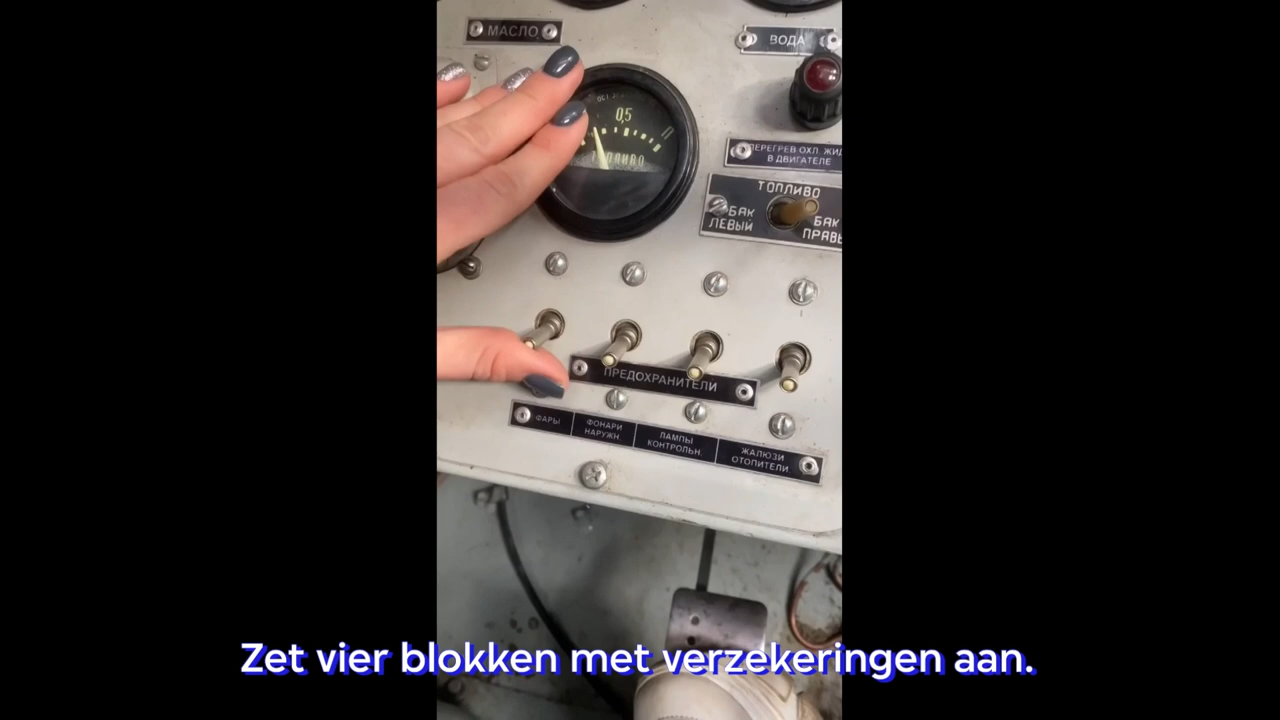 МАСЛО
ВОДА
0,5
П
ТОПЛИВО
ПЕРЕГРЕВ ОХЛ. ЖИД
В ДВИГАТЕЛЕ
ТОПЛИВО
БАК
ЛЕВЫЙ
БАК
ПРАВЫ
ПРЕДОХРАНИТЕЛИ
ФАРЫ
ФОНАРИ
НАРУЖН.
ЛАМПЫ
КОНТРОЛЬН.
ЖАЛЮЗИ
ОТОПИТЕЛИ
Zet vier blokken met verzekeringen aan.